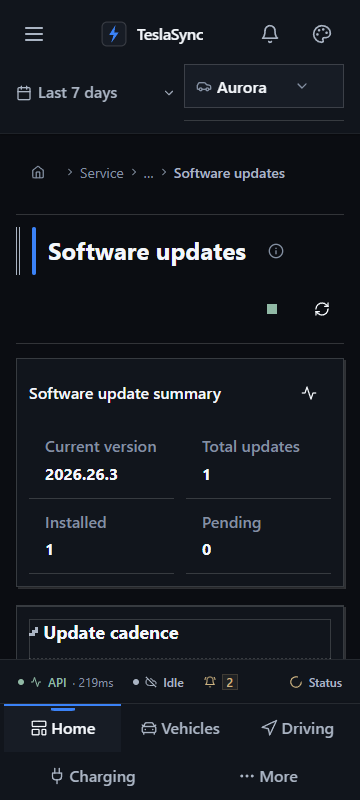 TeslaSync
Last 7 days
Aurora
Service
...
Software updates
Software updates
Software update summary
Current version
2026.26.3
Total updates
1
Installed
1
Pending
0
Update cadence
API · 219ms
Idle
2
Status
Home
Vehicles
Driving
Charging
More